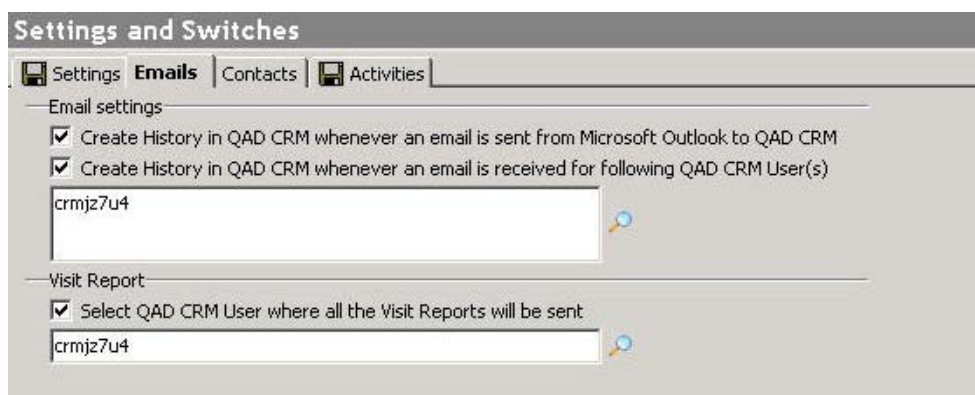 Settings and Switches
Settings Emails Contacts Activities
Email settings
Create History in QAD CRM whenever an email is sent from Microsoft Outlook to QAD CRM
Create History in QAD CRM whenever an email is received for following QAD CRM User(s)
crmjz7u4
Visit Report
Select QAD CRM User where all the Visit Reports will be sent
crmjz7u4